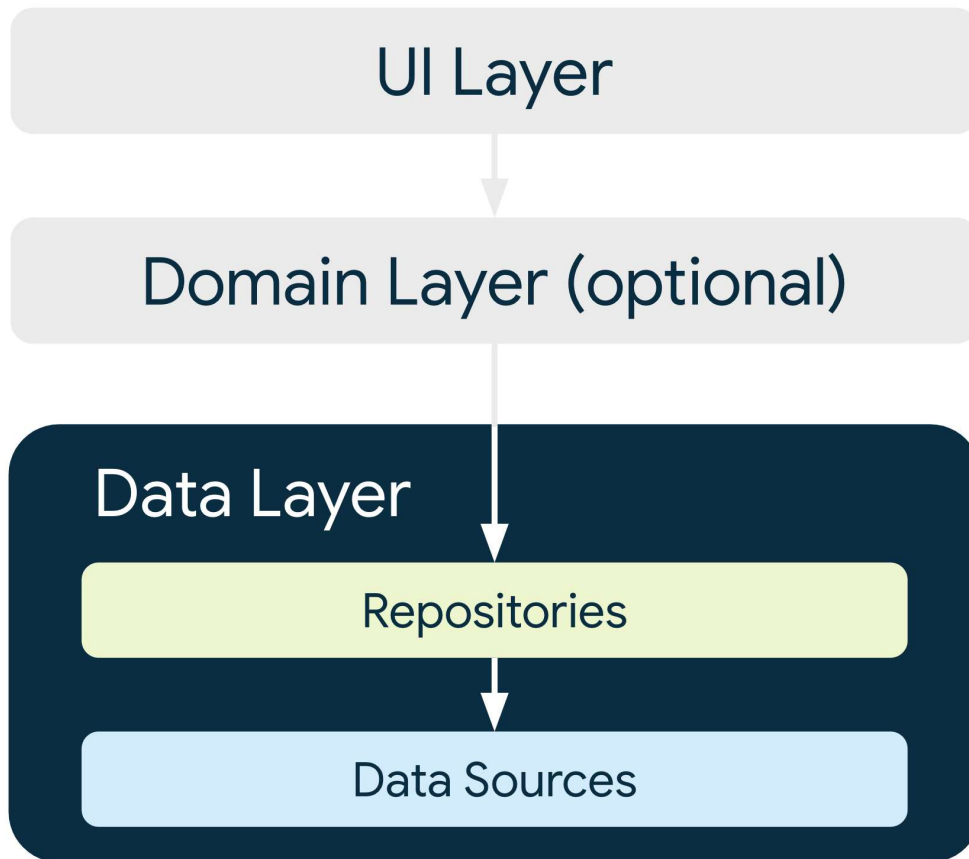 UI Layer
Domain Layer (optional)
Data Layer
Repositories
Data Sources